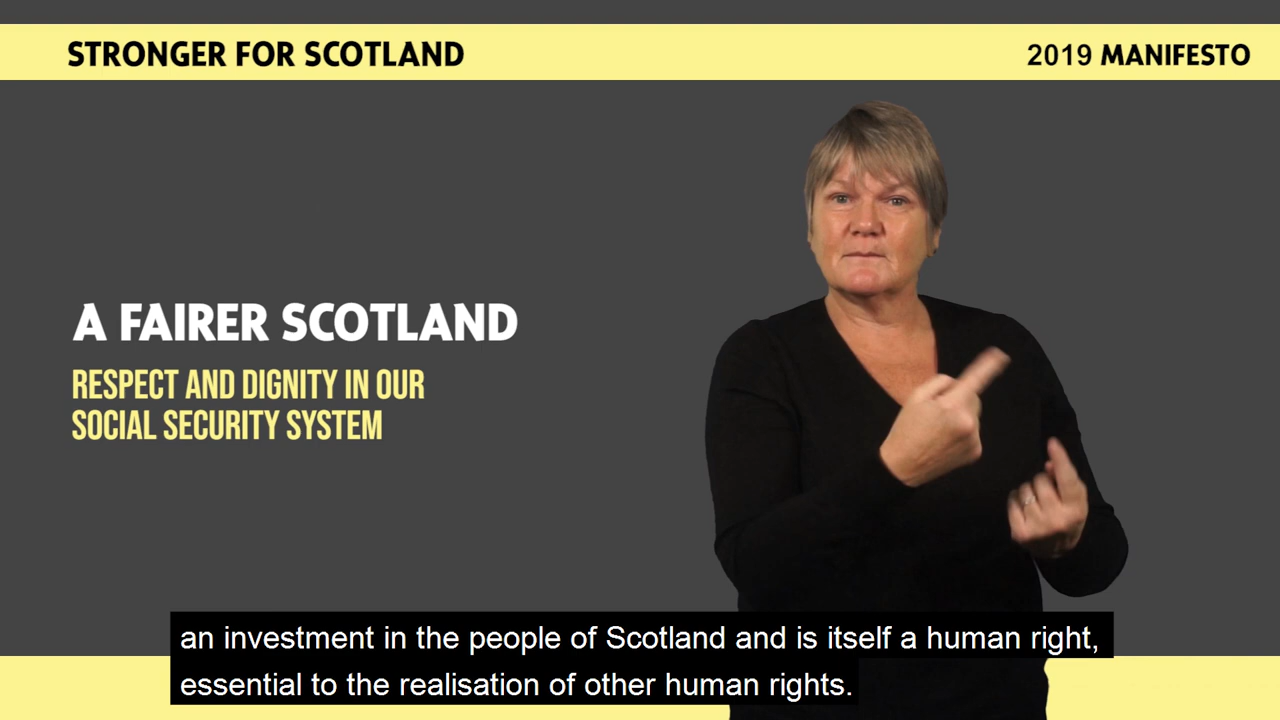 STRONGER FOR SCOTLAND
2019 MANIFESTO
A FAIRER SCOTLAND
RESPECT AND DIGNITY IN OUR
SOCIAL SECURITY SYSTEM
an investment in the people of Scotland and is itself a human right,
essential to the realisation of other human rights.